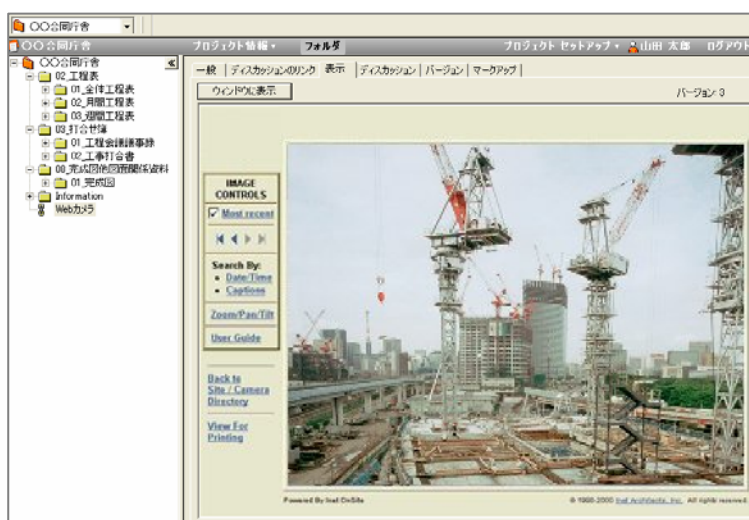 〇〇合同庁舎
〇〇合同庁舎 プロジェクト情報 フォルダ プロジェクト セットアップ 山田 太郎 ログアウト
〇〇合同庁舎
02_工程表
01_全体工程表
02_月間工程表
03_週間工程表
03_打合せ簿
01_工程会議議事録
02_工事打合書
00_完成図他図面関係資料
01_完成図
Information
Webカメラ
一般 ディスカッションのリンク 表示 ディスカッション バージョン マークアップ
ウィンドウに表示 バージョン: 3
IMAGE
CONTROLS
Most recent
Search By:
• Date/Time
• Captions
Zoom/Pan/Tilt
User Guide
Back to
Site / Camera
Directory
View For
Printing
Powered By Inet OnSite © 1998-2000 Inet Architects, Inc. All rights reserved.